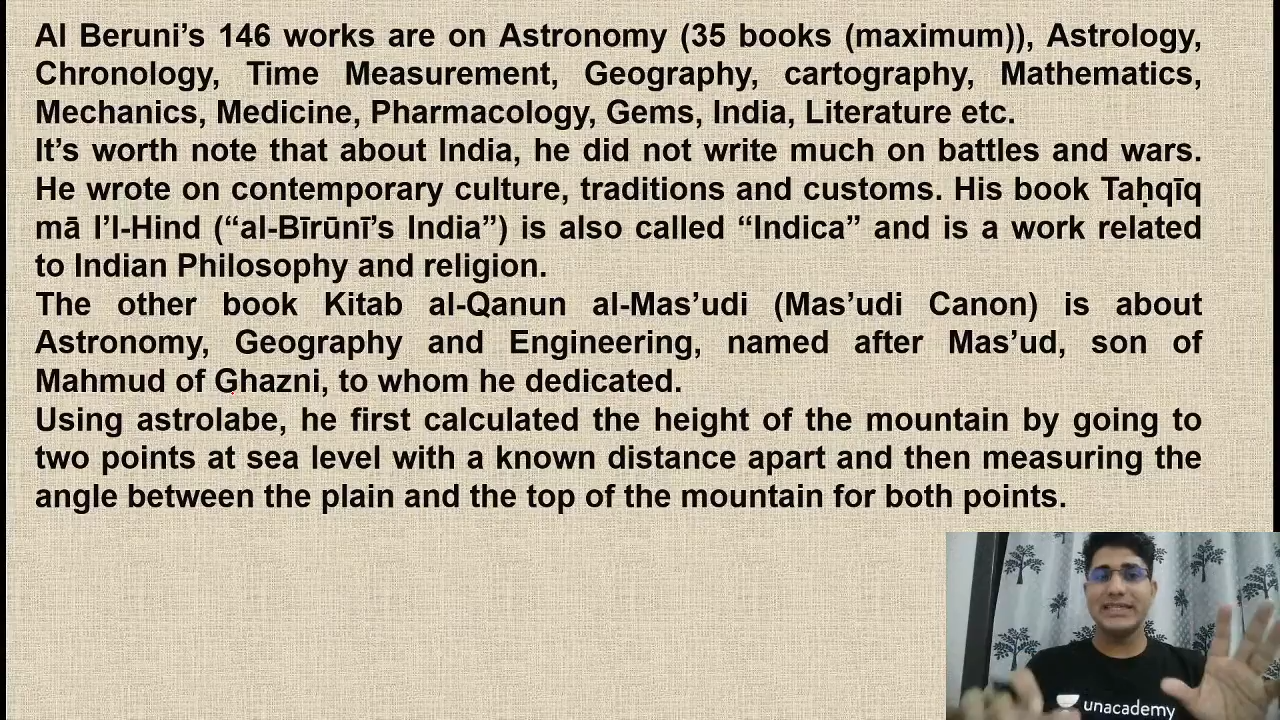 Al Beruni’s 146 works are on Astronomy (35 books (maximum)), Astrology,
Chronology, Time Measurement, Geography, cartography, Mathematics,
Mechanics, Medicine, Pharmacology, Gems, India, Literature etc.
It’s worth note that about India, he did not write much on battles and wars.
He wrote on contemporary culture, traditions and customs. His book Taḥqīq
mā l’l-Hind (“al-Bīrūnī’s India”) is also called “Indica” and is a work related
to Indian Philosophy and religion.
The other book Kitab al-Qanun al-Mas’udi (Mas’udi Canon) is about
Astronomy, Geography and Engineering, named after Mas’ud, son of
Mahmud of Ghazni, to whom he dedicated.
Using astrolabe, he first calculated the height of the mountain by going to
two points at sea level with a known distance apart and then measuring the
angle between the plain and the top of the mountain for both points.
unacademy